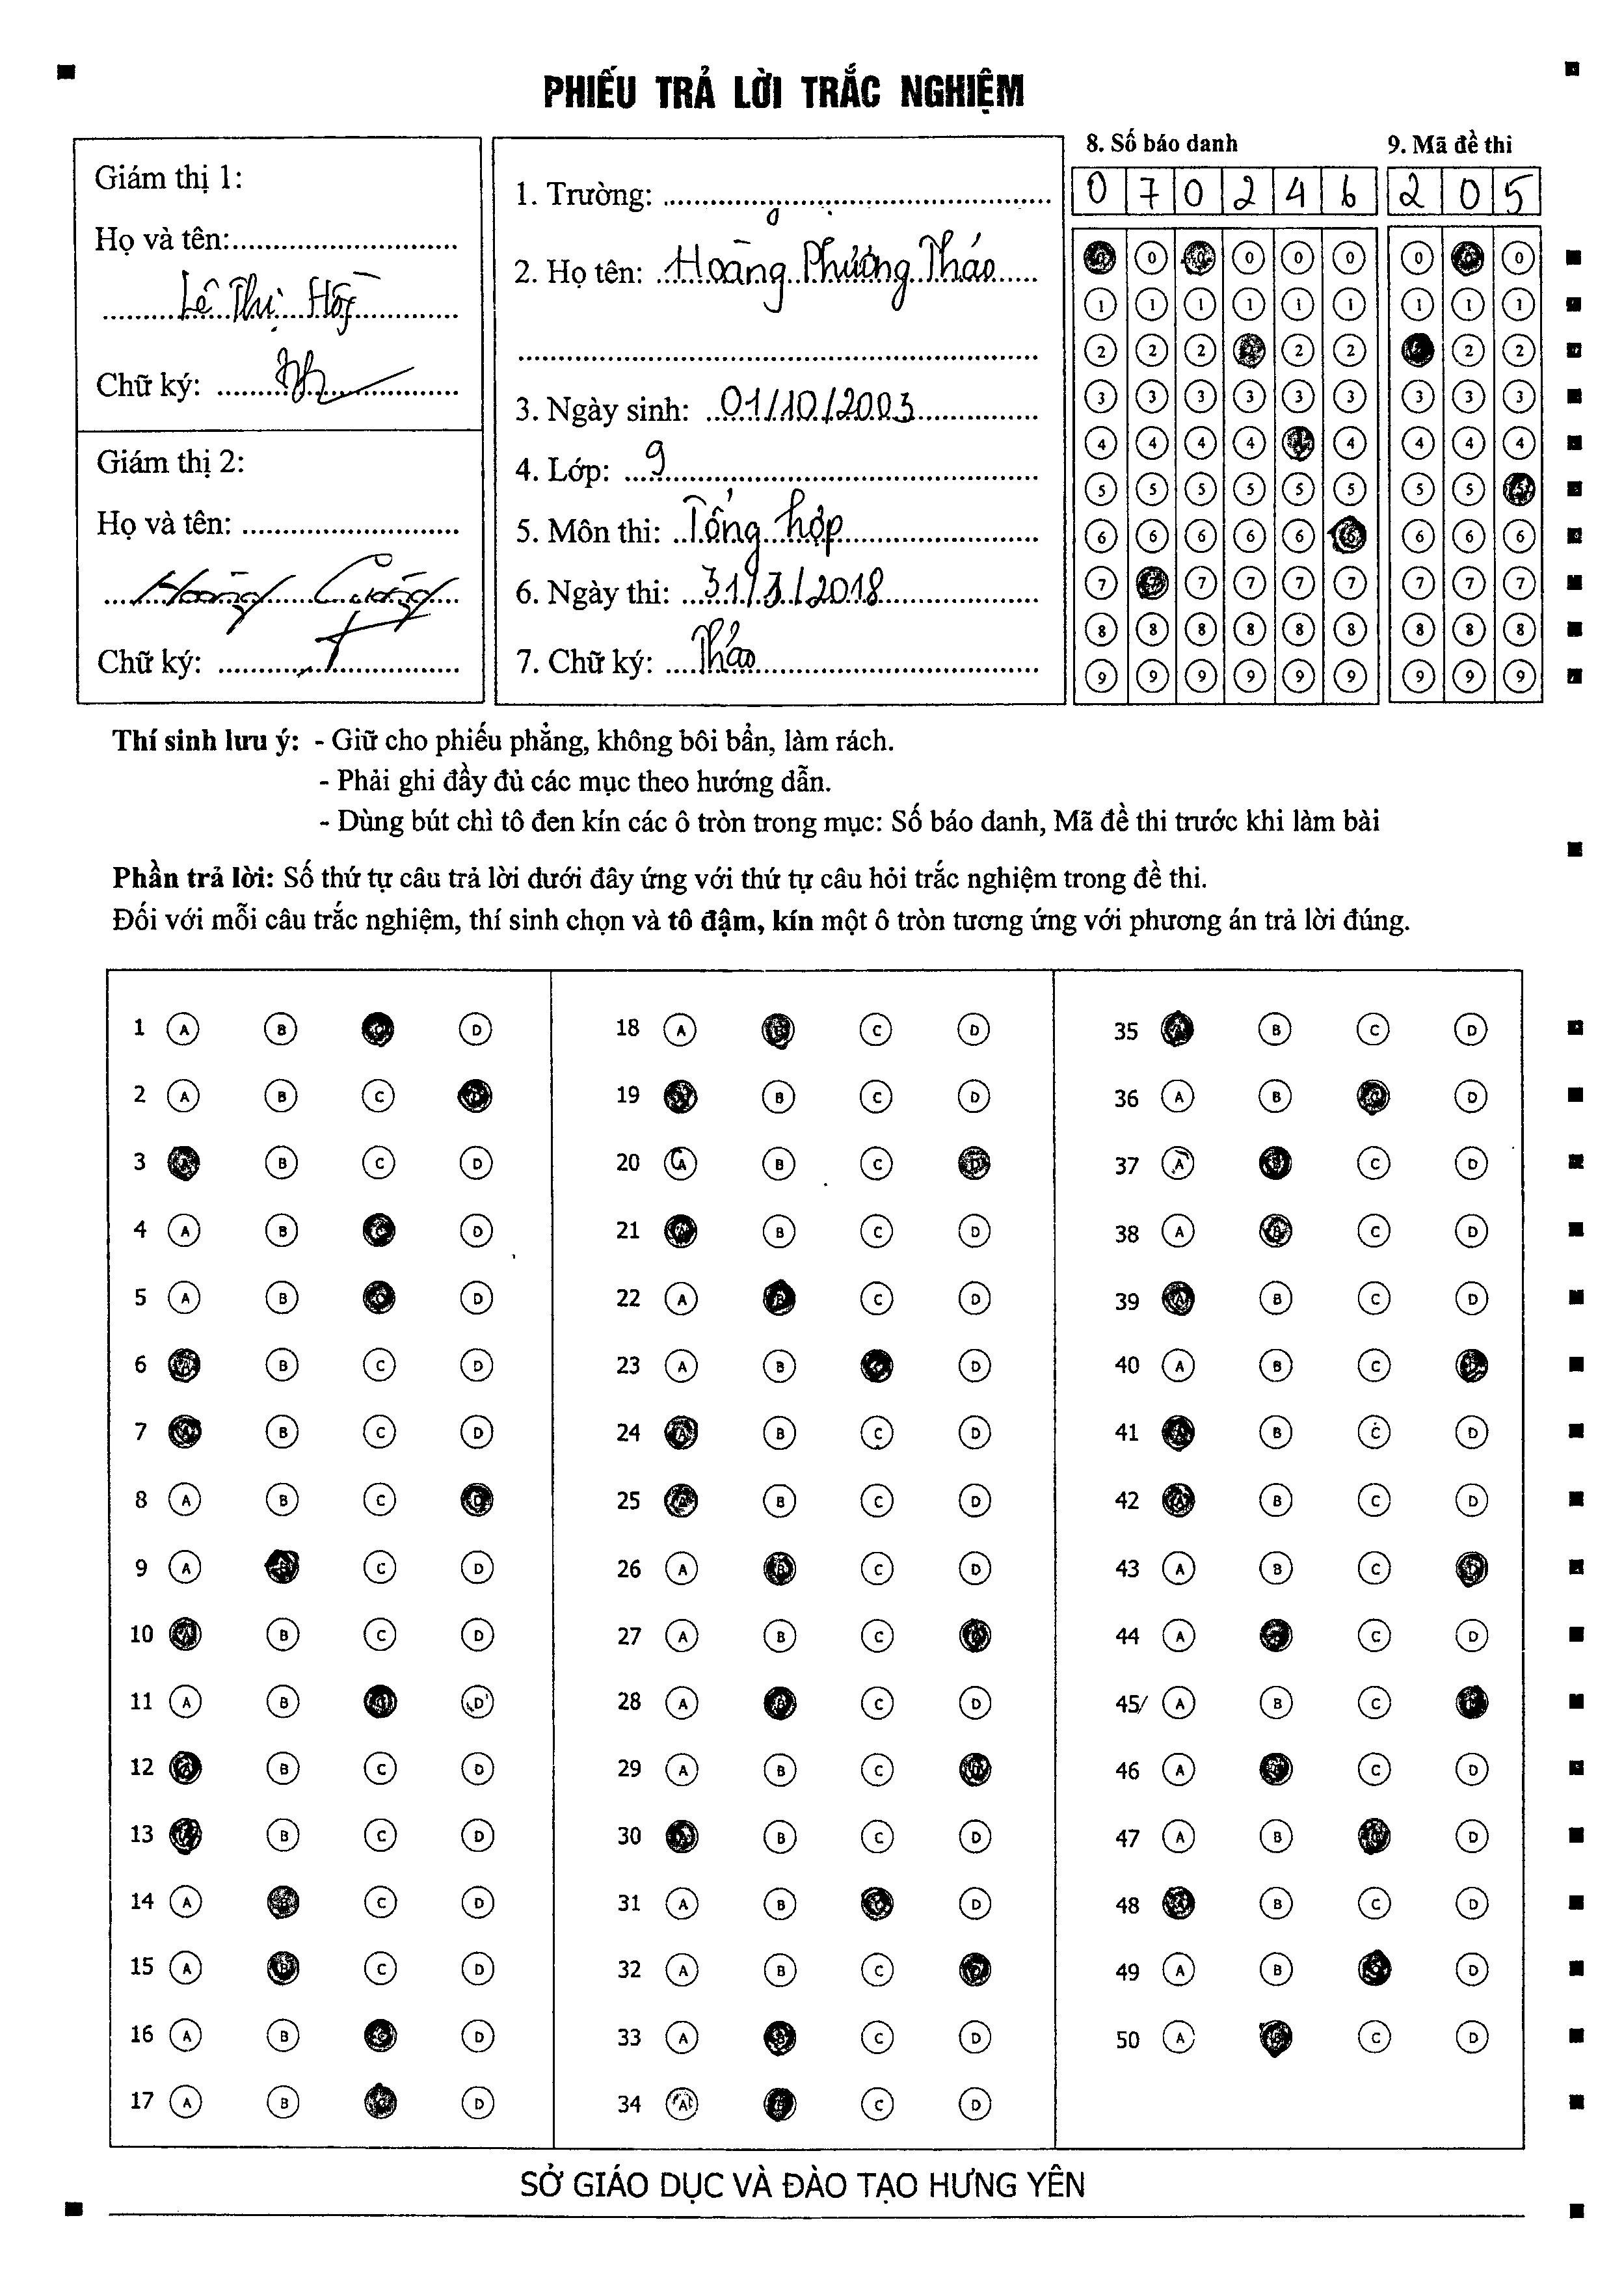 PHIẾU TRẢ LỜI TRẮC NGHIỆM
Giám thị 1:
Họ và tên:
Lê Thị
Chữ ký:
Giám thị 2:
Họ và tên:
Hoàng Cường
Chữ ký:
1. Trường:
2. Họ tên: Hoàng Phương Thảo
3. Ngày sinh: 01/10/2003
4. Lớp: 9
5. Môn thi: Tổng hợp
6. Ngày thi: 31/3/2018
7. Chữ ký: Thảo
8. Số báo danh
0 7 0 2 4 6
0 0 0 0 0 0
1 1 1 1 1 1
2 2 2 2 2 2
3 3 3 3 3 3
4 4 4 4 4 4
5 5 5 5 5 5
6 6 6 6 6 6
7 7 7 7 7 7
8 8 8 8 8 8
9 9 9 9 9 9
9. Mã đề thi
2 0 5
0 0 0
1 1 1
2 2 2
3 3 3
4 4 4
5 5 5
6 6 6
7 7 7
8 8 8
9 9 9
Thí sinh lưu ý: - Giữ cho phiếu phẳng, không bôi bẩn, làm rách.
- Phải ghi đầy đủ các mục theo hướng dẫn.
- Dùng bút chì tô đen kín các ô tròn trong mục: Số báo danh, Mã đề thi trước khi làm bài
Phần trả lời: Số thứ tự câu trả lời dưới đây ứng với thứ tự câu hỏi trắc nghiệm trong đề thi.
Đối với mỗi câu trắc nghiệm, thí sinh chọn và tô đậm, kín một ô tròn tương ứng với phương án trả lời đúng.
1 A B C D
2 A B C D
3 A B C D
4 A B C D
5 A B C D
6 A B C D
7 A B C D
8 A B C D
9 A B C D
10 A B C D
11 A B C D
12 A B C D
13 A B C D
14 A B C D
15 A B C D
16 A B C D
17 A B C D
18 A B C D
19 A B C D
20 A B C D
21 A B C D
22 A B C D
23 A B C D
24 A B C D
25 A B C D
26 A B C D
27 A B C D
28 A B C D
29 A B C D
30 A B C D
31 A B C D
32 A B C D
33 A B C D
34 A B C D
35 A B C D
36 A B C D
37 A B C D
38 A B C D
39 A B C D
40 A B C D
41 A B C D
42 A B C D
43 A B C D
44 A B C D
45 A B C D
46 A B C D
47 A B C D
48 A B C D
49 A B C D
50 A B C D
SỞ GIÁO DỤC VÀ ĐÀO TẠO HƯNG YÊN